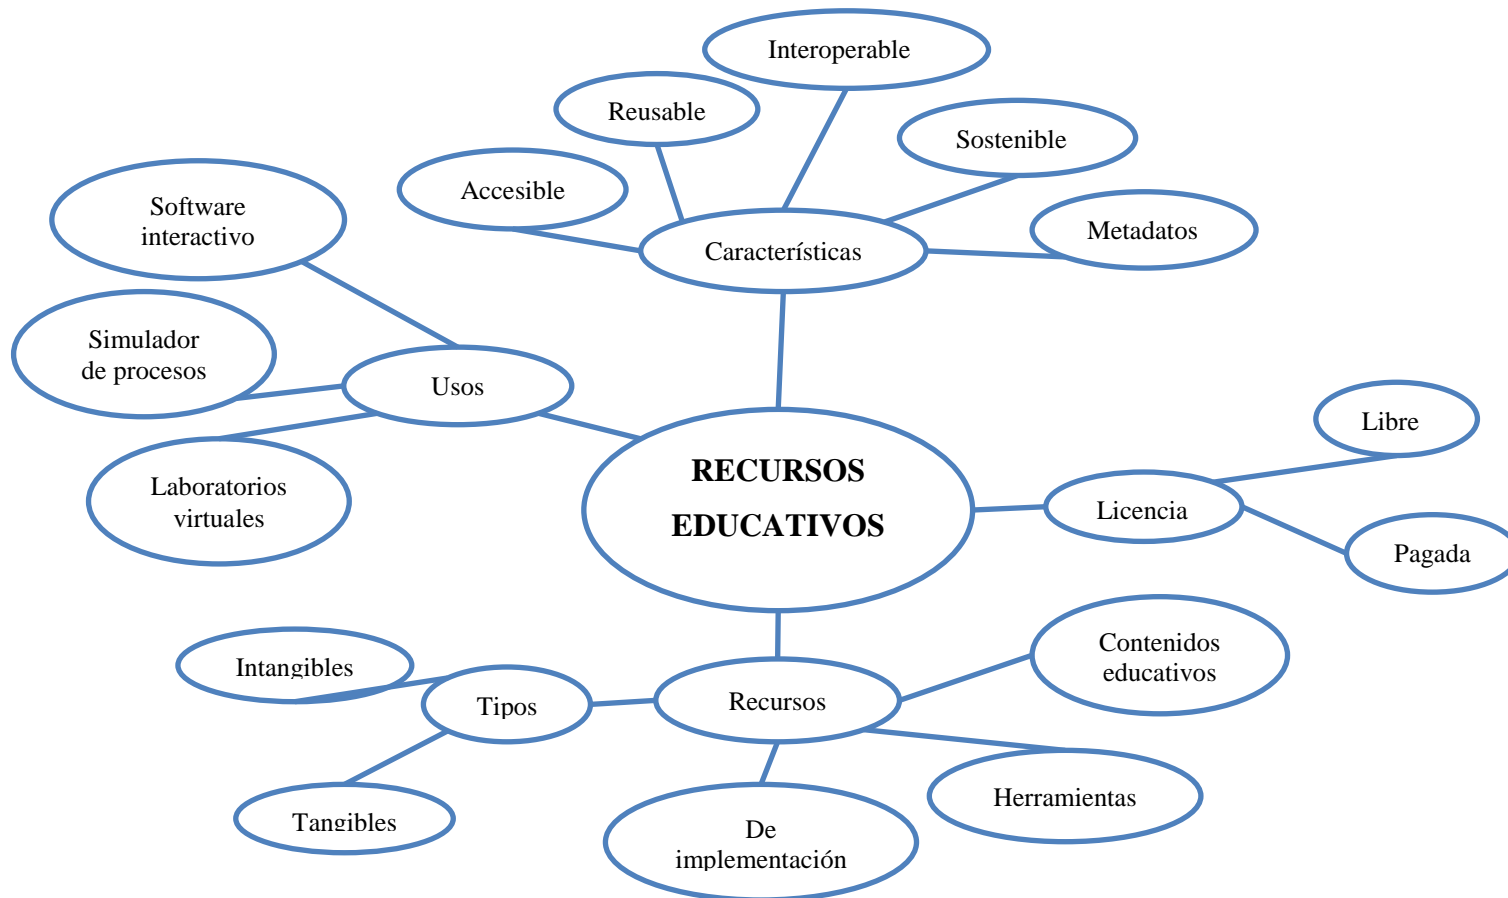 Interoperable
Reusable
Sostenible
Accesible
Software
interactivo
Metadatos
Características
Simulador
de procesos
Usos
Libre
RECURSOS
EDUCATIVOS
Laboratorios
virtuales
Licencia
Pagada
Contenidos
educativos
Intangibles
Tipos
Recursos
Herramientas
Tangibles
De
implementación